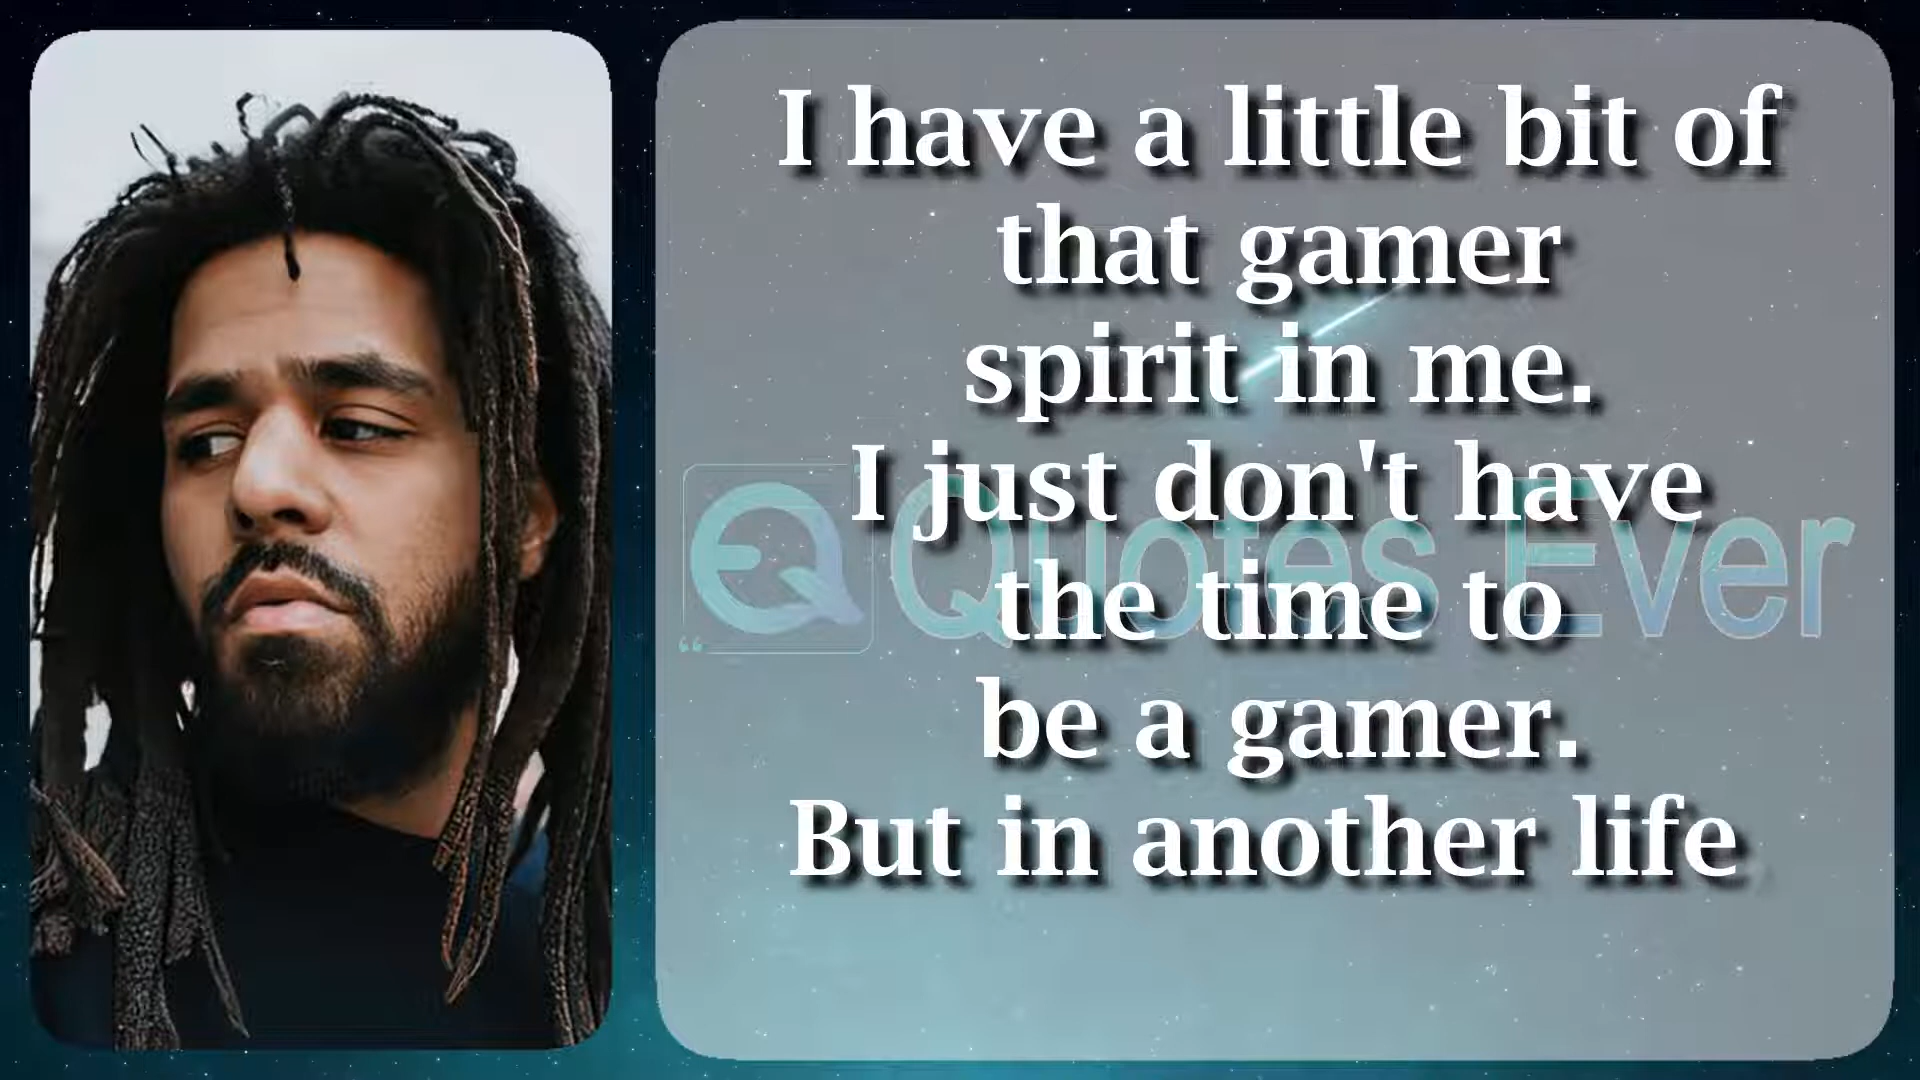 I have a little bit of
that gamer
spirit in me.
I just don't have
the time to
be a gamer.
But in another life
EQ Quotes Ever